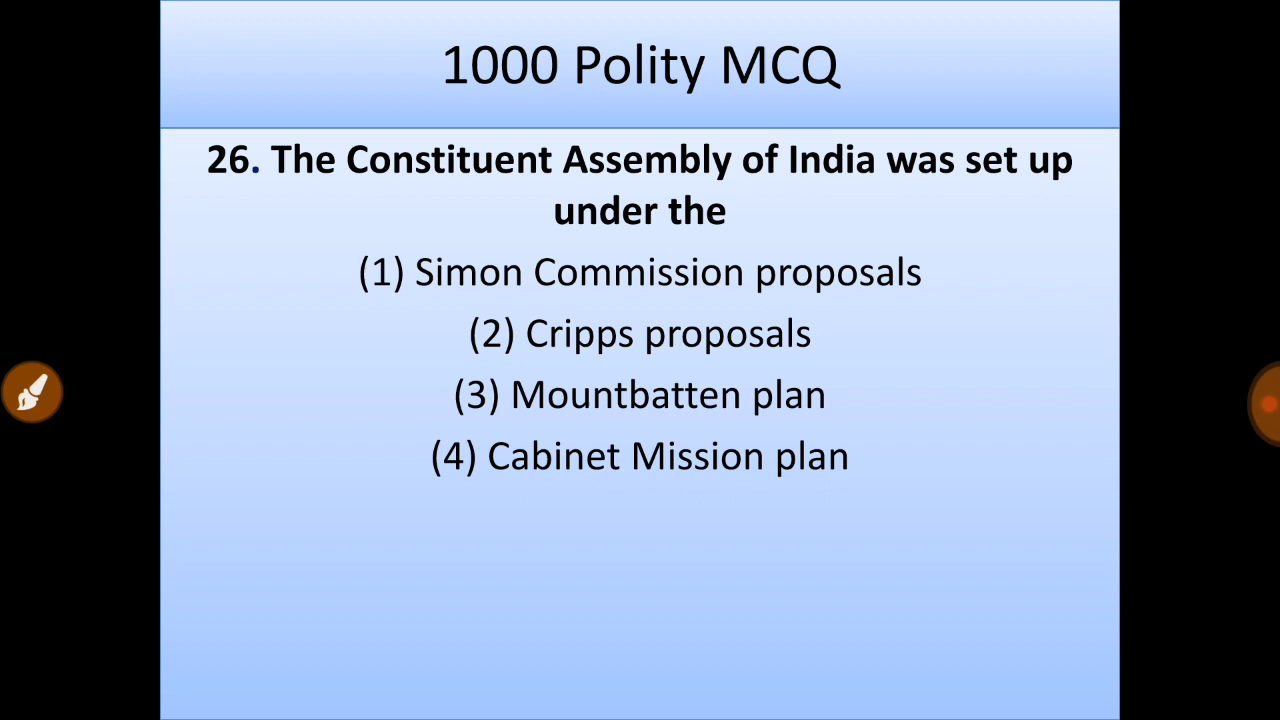 1000 Polity MCQ
26. The Constituent Assembly of India was set up
under the
(1) Simon Commission proposals
(2) Cripps proposals
(3) Mountbatten plan
(4) Cabinet Mission plan